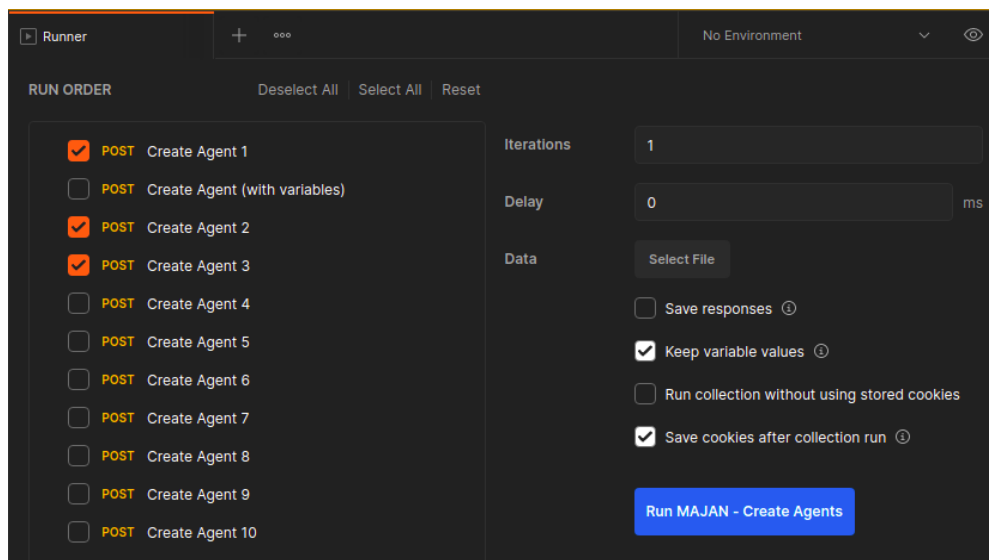 Runner
No Environment
RUN ORDER
Deselect All
Select All
Reset
POST Create Agent 1
POST Create Agent (with variables)
POST Create Agent 2
POST Create Agent 3
POST Create Agent 4
POST Create Agent 5
POST Create Agent 6
POST Create Agent 7
POST Create Agent 8
POST Create Agent 9
POST Create Agent 10
Iterations 1
Delay 0 ms
Data Select File
Save responses
Keep variable values
Run collection without using stored cookies
Save cookies after collection run
Run MAJAN - Create Agents